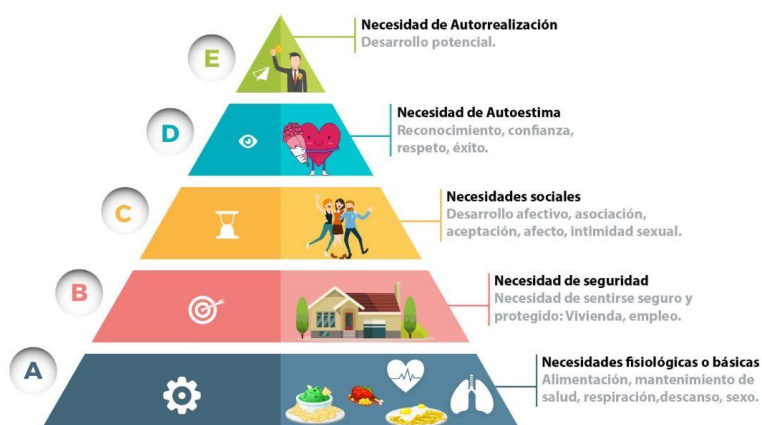 E
Necesidad de Autorrealización
Desarrollo potencial.
D
Necesidad de Autoestima
Reconocimiento, confianza,
respeto, éxito.
C
Necesidades sociales
Desarrollo afectivo, asociación,
aceptación, afecto, intimidad sexual.
B
Necesidad de seguridad
Necesidad de sentirse seguro y
protegido: Vivienda, empleo.
A
Necesidades fisiológicas o básicas
Alimentación, mantenimiento de
salud, respiración,descanso, sexo.